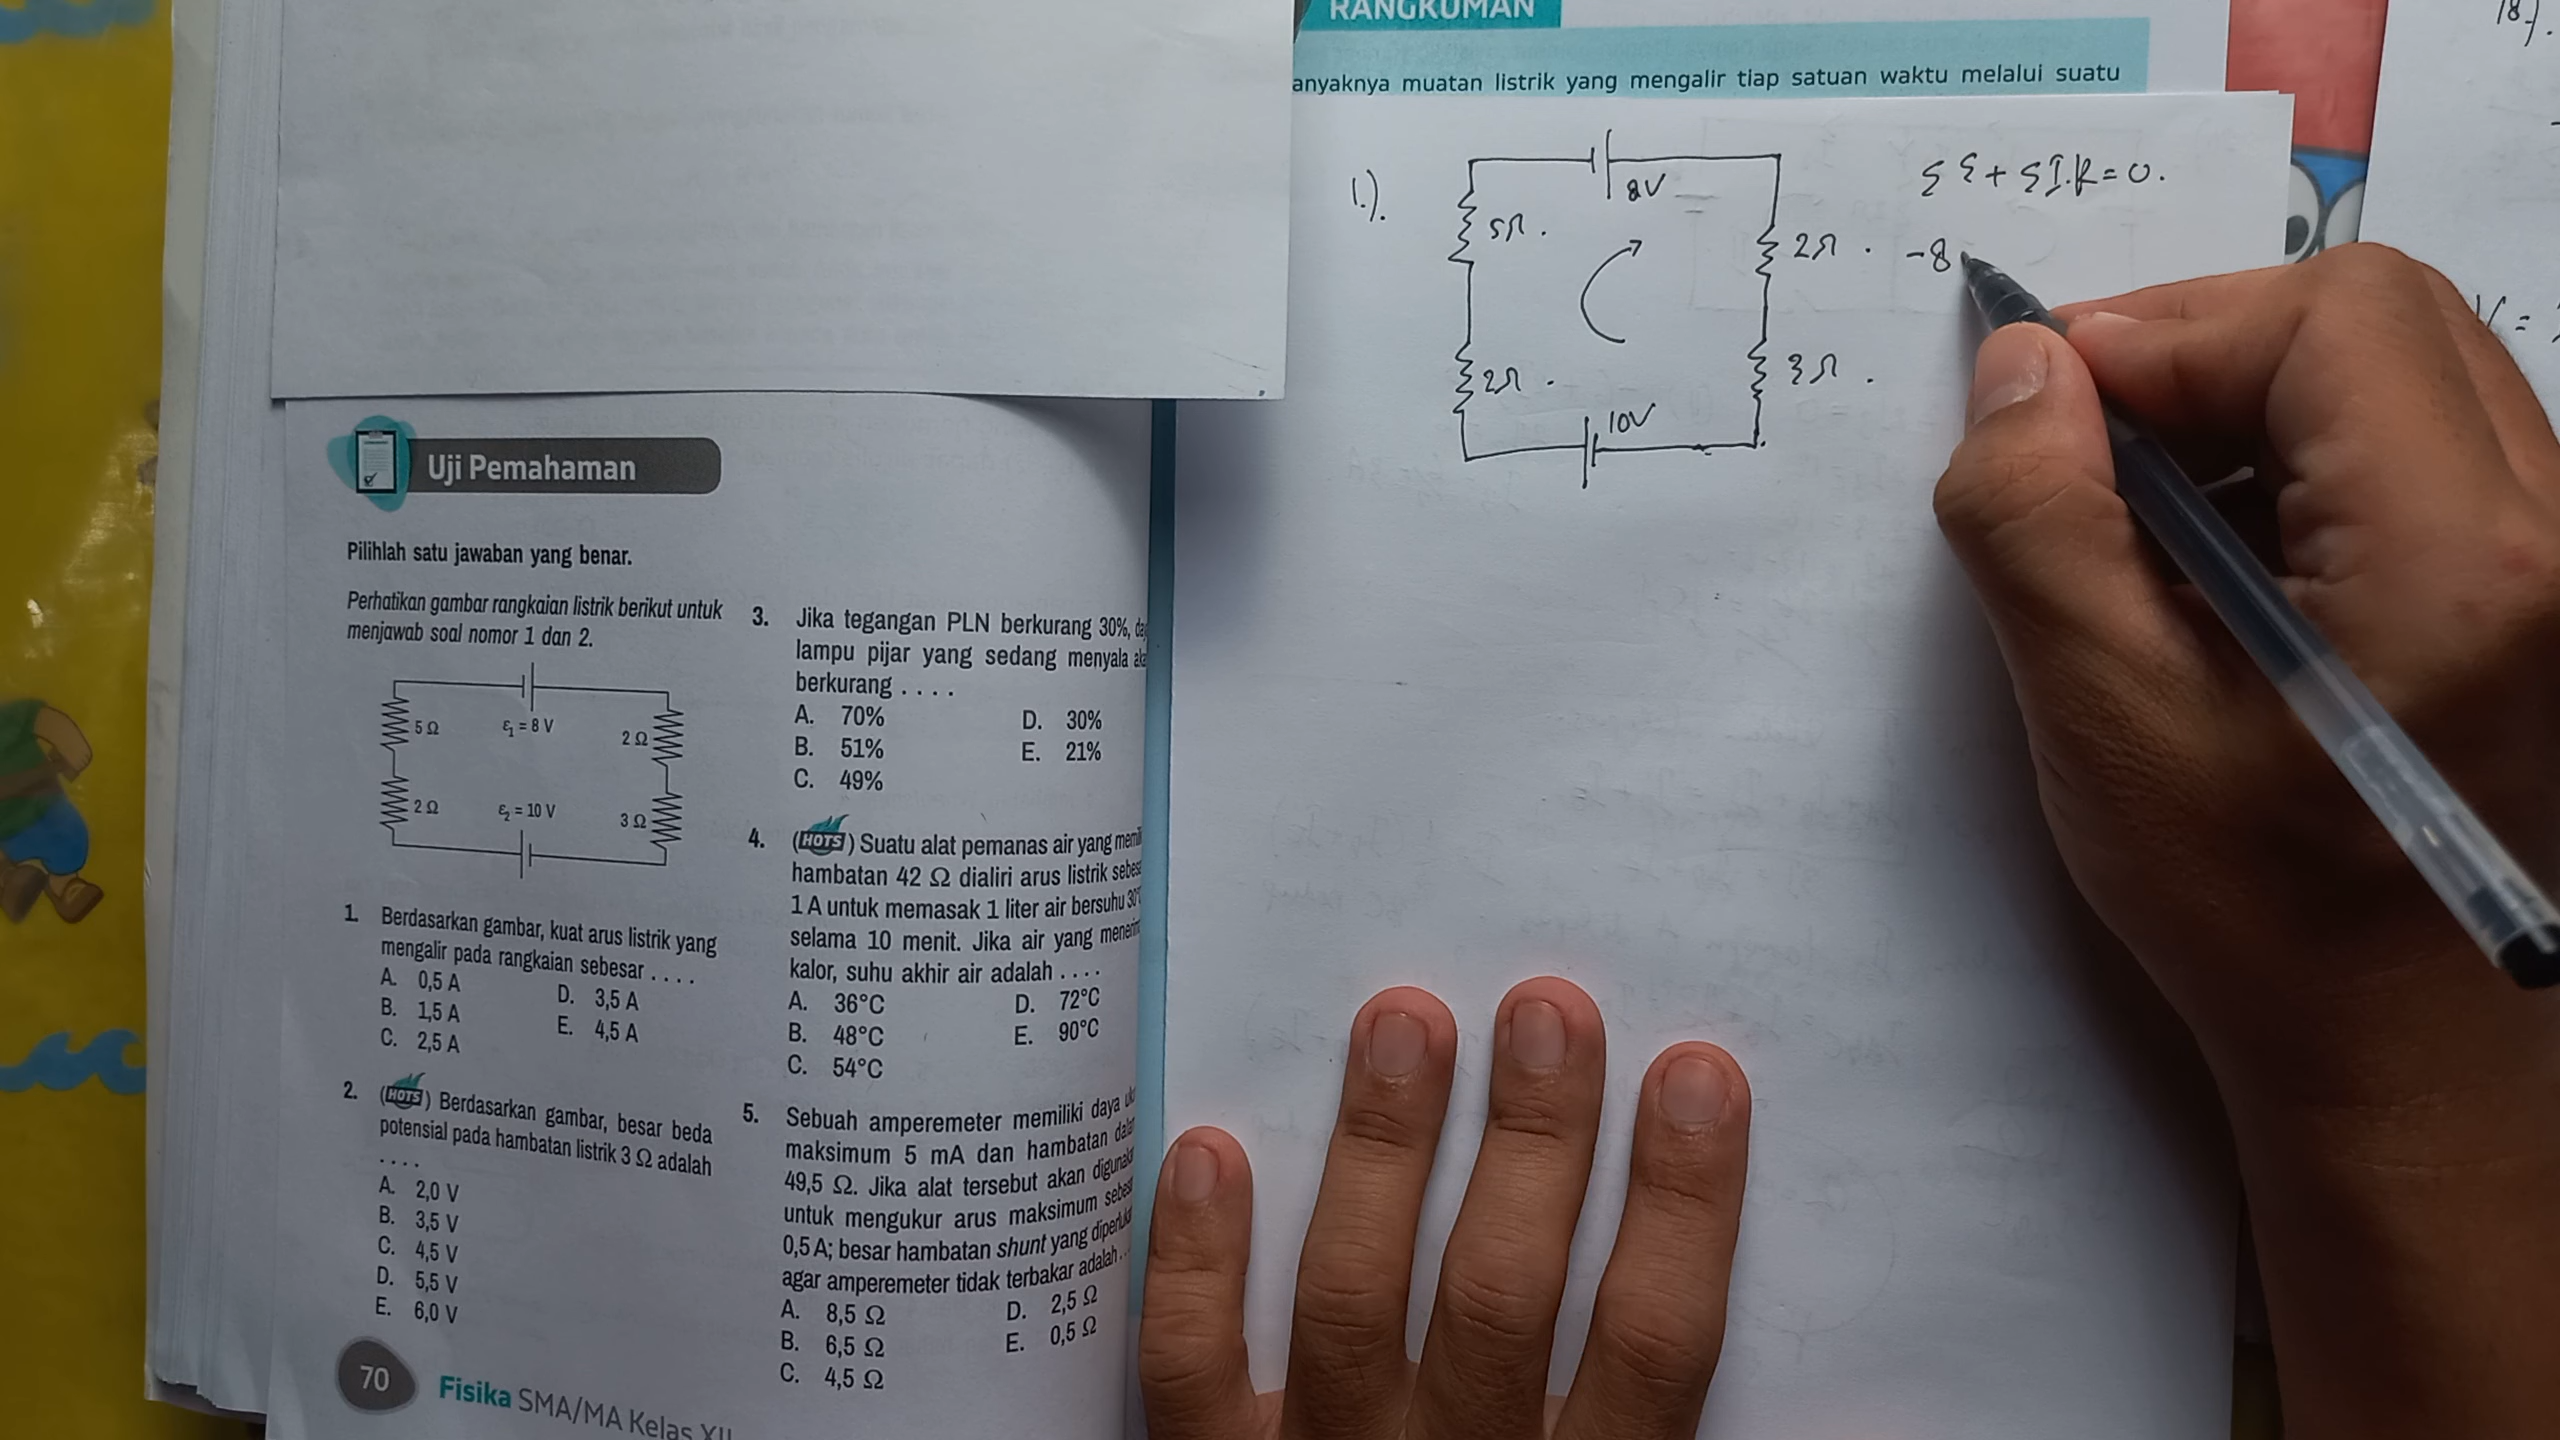 RANGKUMAN
anyaknya muatan listrik yang mengalir tiap satuan waktu melalui suatu
Uji Pemahaman
Pilihlah satu jawaban yang benar.
Perhatikan gambar rangkaian listrik berikut untuk
menjawab soal nomor 1 dan 2.
5 Ω
ε₁ = 8 V
2 Ω
2 Ω
ε₂ = 10 V
3 Ω
1. Berdasarkan gambar, kuat arus listrik yang
mengalir pada rangkaian sebesar . . . .
A. 0,5 A
D. 3,5 A
B. 1,5 A
E. 4,5 A
C. 2,5 A
2. (HOTS) Berdasarkan gambar, besar beda
potensial pada hambatan listrik 3 Ω adalah
. . . .
A. 2,0 V
B. 3,5 V
C. 4,5 V
D. 5,5 V
E. 6,0 V
70
Fisika SMA/MA Kelas XII
3. Jika tegangan PLN berkurang 30%,
lampu pijar yang sedang menyala
berkurang . . . .
A. 70%
D. 30%
B. 51%
E. 21%
C. 49%
4. (HOTS) Suatu alat pemanas air yang
hambatan 42 Ω dialiri arus listrik
1 A untuk memasak 1 liter air bersuhu
selama 10 menit. Jika air yang
kalor, suhu akhir air adalah . . . .
A. 36°C
D. 72°C
B. 48°C
E. 90°C
C. 54°C
5. Sebuah amperemeter memiliki daya
maksimum 5 mA dan hambatan
49,5 Ω. Jika alat tersebut akan
untuk mengukur arus maksimum
0,5 A; besar hambatan shunt yang
agar amperemeter tidak terbakar adalah
A. 8,5 Ω
D. 2,5 Ω
B. 6,5 Ω
E. 0,5 Ω
C. 4,5 Ω
1.).
8V
5Ω .
2Ω .
2Ω .
3Ω .
10V
Σ ε + Σ I.R = 0.
-8
18.).
V =